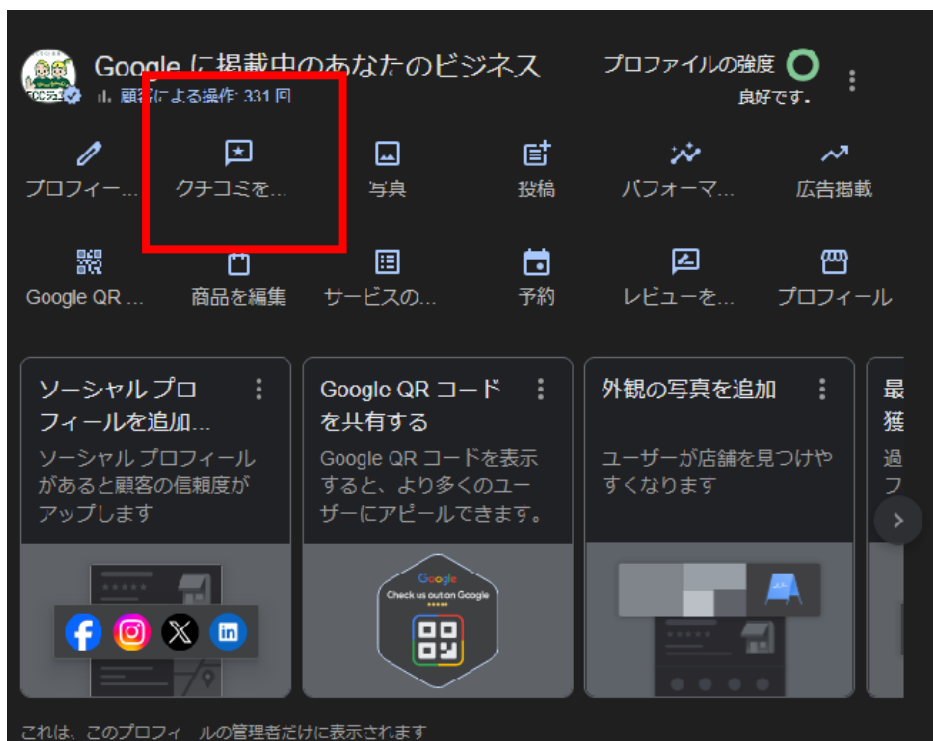 Google に掲載中のあなたのビジネス
顧客による操作: 331 回
プロファイルの強度
良好です。
プロフィー...
クチコミを...
写真
投稿
パフォーマ...
広告掲載
Google QR ...
商品を編集
サービスの...
予約
レビューを...
プロフィール
ソーシャル プロ
フィールを追加...
ソーシャル プロフィール
があると顧客の信頼度が
アップします
Google QR コード
を共有する
Google QR コードを表示
すると、より多くのユー
ザーにアピールできます。
外観の写真を追加
ユーザーが店舗を見つけや
すくなります
最
獲
過
フ
Google
Check us out on Google
これは、このプロフィールの管理者だけに表示されます